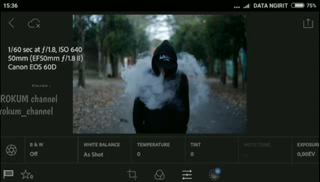 15:36
DATA NGIRIT
1/60 sec at ƒ/1.8, ISO 640
50mm (EF50mm ƒ/1.8 II)
Canon EOS 60D
ROKUM channel
rokum_channel
B & W
Off
WHITE BALANCE
As Shot
TEMPERATURE
0
TINT
0
EXPOSUR
0,00EV